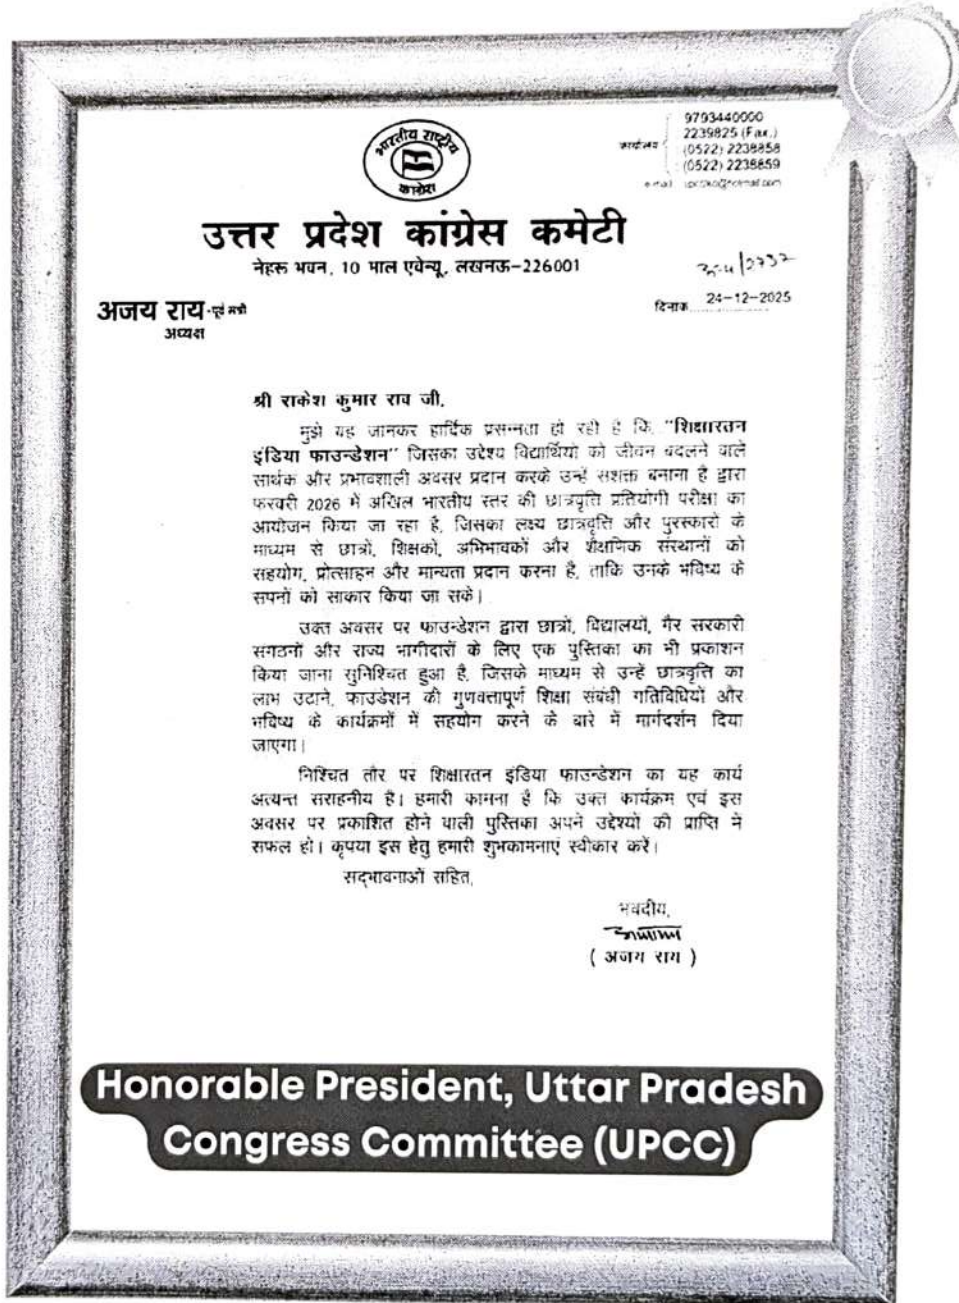 भारतीय राष्ट्रीय
कांग्रेस
कार्यालय
9793440000
2239825 (Fax.)
(0522) 2238858
(0522) 2238859
e-mail
उत्तर प्रदेश कांग्रेस कमेटी
नेहरू भवन, 10 माल एवेन्यू, लखनऊ-226001
अजय राय-पूर्व मंत्री
अध्यक्ष
दिनांक 24-12-2025
श्री राकेश कुमार राव जी,
मुझे यह जानकर हार्दिक प्रसन्नता हो रही है कि, "शिक्षारतन
इंडिया फाउन्डेशन" जिसका उद्देश्य विद्यार्थियों को जीवन बदलने वाले
सार्थक और प्रभावशाली अवसर प्रदान करके उन्हें सशक्त बनाना है द्वारा
फरवरी 2026 में अखिल भारतीय स्तर की छात्रवृत्ति प्रतियोगी परीक्षा का
आयोजन किया जा रहा है, जिसका लक्ष्य छात्रवृत्ति और पुरस्कारों के
माध्यम से छात्रों, शिक्षकों, अभिभावकों और शैक्षणिक संस्थानों को
सहयोग, प्रोत्साहन और मान्यता प्रदान करना है, ताकि उनके भविष्य के
सपनों को साकार किया जा सके।
उक्त अवसर पर फाउन्डेशन द्वारा छात्रों, विद्यालयों, गैर सरकारी
संगठनों और राज्य भागीदारों के लिए एक पुस्तिका का भी प्रकाशन
किया जाना सुनिश्चित हुआ है, जिसके माध्यम से उन्हें छात्रवृत्ति का
लाभ उटाने, फाउंडेशन की गुणवत्तापूर्ण शिक्षा संबंधी गतिविधियों और
भविष्य के कार्यक्रमों में सहयोग करने के बारे में मार्गदर्शन दिया
जाएगा।
निश्चित तौर पर शिक्षारतन इंडिया फाउन्डेशन का यह कार्य
अत्यन्त सराहनीय है। हमारी कामना है कि उक्त कार्यक्रम एवं इस
अवसर पर प्रकाशित होने वाली पुस्तिका अपने उद्देश्यों की प्राप्ति में
सफल हो। कृपया इस हेतु हमारी शुभकामनाएं स्वीकार करें।
सद्भावनाओं सहित,
भवदीय,
( अजय राय )
Honorable President, Uttar Pradesh
Congress Committee (UPCC)